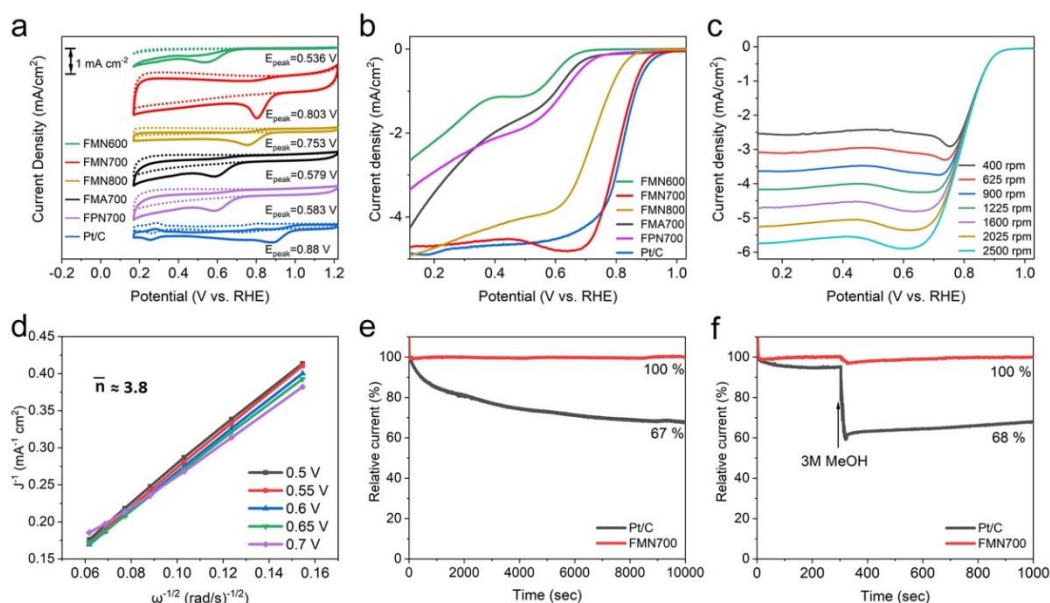 a
1 mA cm⁻²
E_peak=0.536 V
E_peak=0.803 V
E_peak=0.753 V
E_peak=0.579 V
E_peak=0.583 V
E_peak=0.88 V
FMN600
FMN700
FMN800
FMA700
FPN700
Pt/C
Current Density (mA/cm²)
-0.2 0.0 0.2 0.4 0.6 0.8 1.0 1.2
Potential (V vs. RHE)
b
0
-2
-4
Current density (mA/cm²)
FMN600
FMN700
FMN800
FMA700
FPN700
Pt/C
0.2 0.4 0.6 0.8 1.0
Potential (V vs. RHE)
c
0
-1
-2
-3
-4
-5
-6
Current density (mA/cm²)
400 rpm
625 rpm
900 rpm
1225 rpm
1600 rpm
2025 rpm
2500 rpm
0.2 0.4 0.6 0.8 1.0
Potential (V vs. RHE)
d
0.45
0.40
0.35
0.30
0.25
0.20
0.15
J⁻¹ (mA⁻¹ cm²)
n̅ ≈ 3.8
0.5 V
0.55 V
0.6 V
0.65 V
0.7 V
0.06 0.08 0.10 0.12 0.14 0.16
ω⁻¹/² (rad/s)⁻¹/²
e
120
100
80
60
40
20
0
Relative current (%)
100 %
67 %
Pt/C
FMN700
0 2000 4000 6000 8000 10000
Time (sec)
f
120
100
80
60
40
20
0
Relative current (%)
100 %
68 %
3M MeOH
Pt/C
FMN700
0 200 400 600 800 1000
Time (sec)